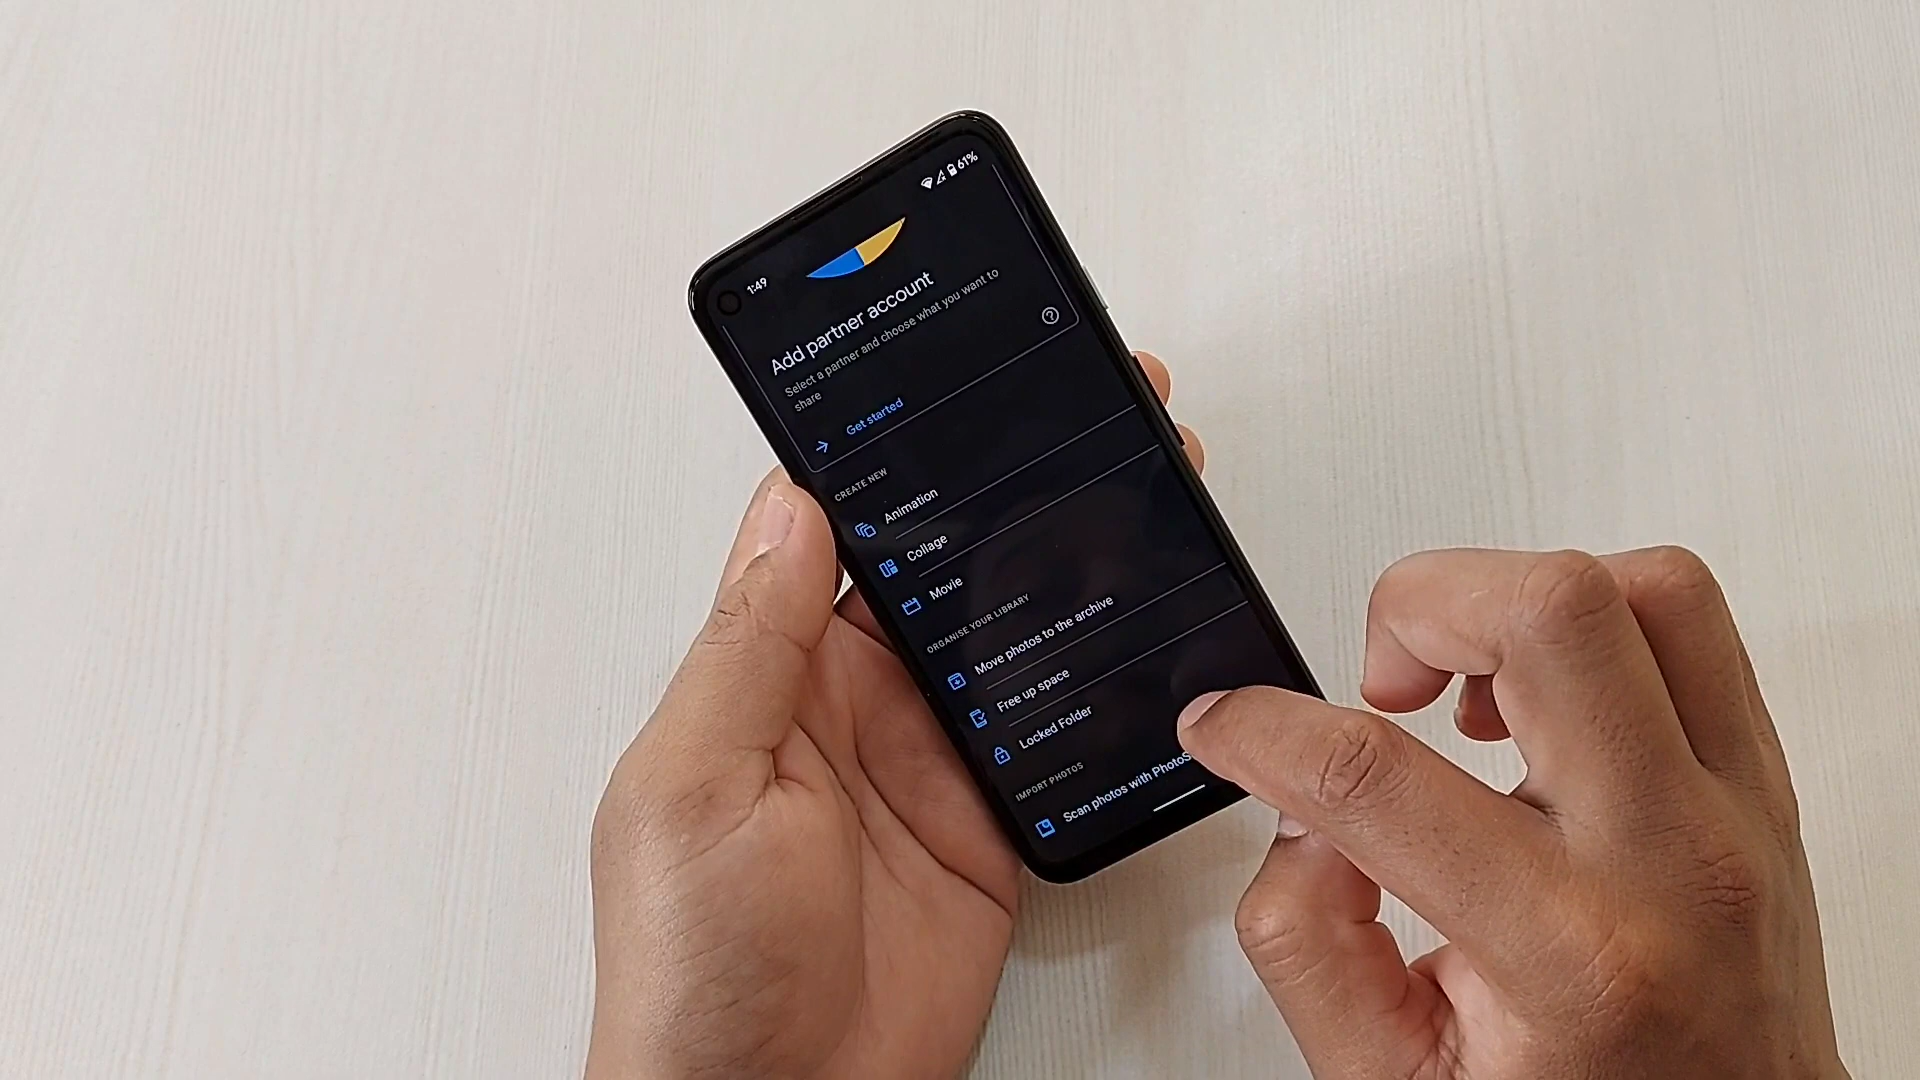 1:49
61%
Add partner account
Select a partner and choose what you want to
share
Get started
CREATE NEW
Animation
Collage
Movie
ORGANISE YOUR LIBRARY
Move photos to the archive
Free up space
Locked Folder
IMPORT PHOTOS
Scan photos with